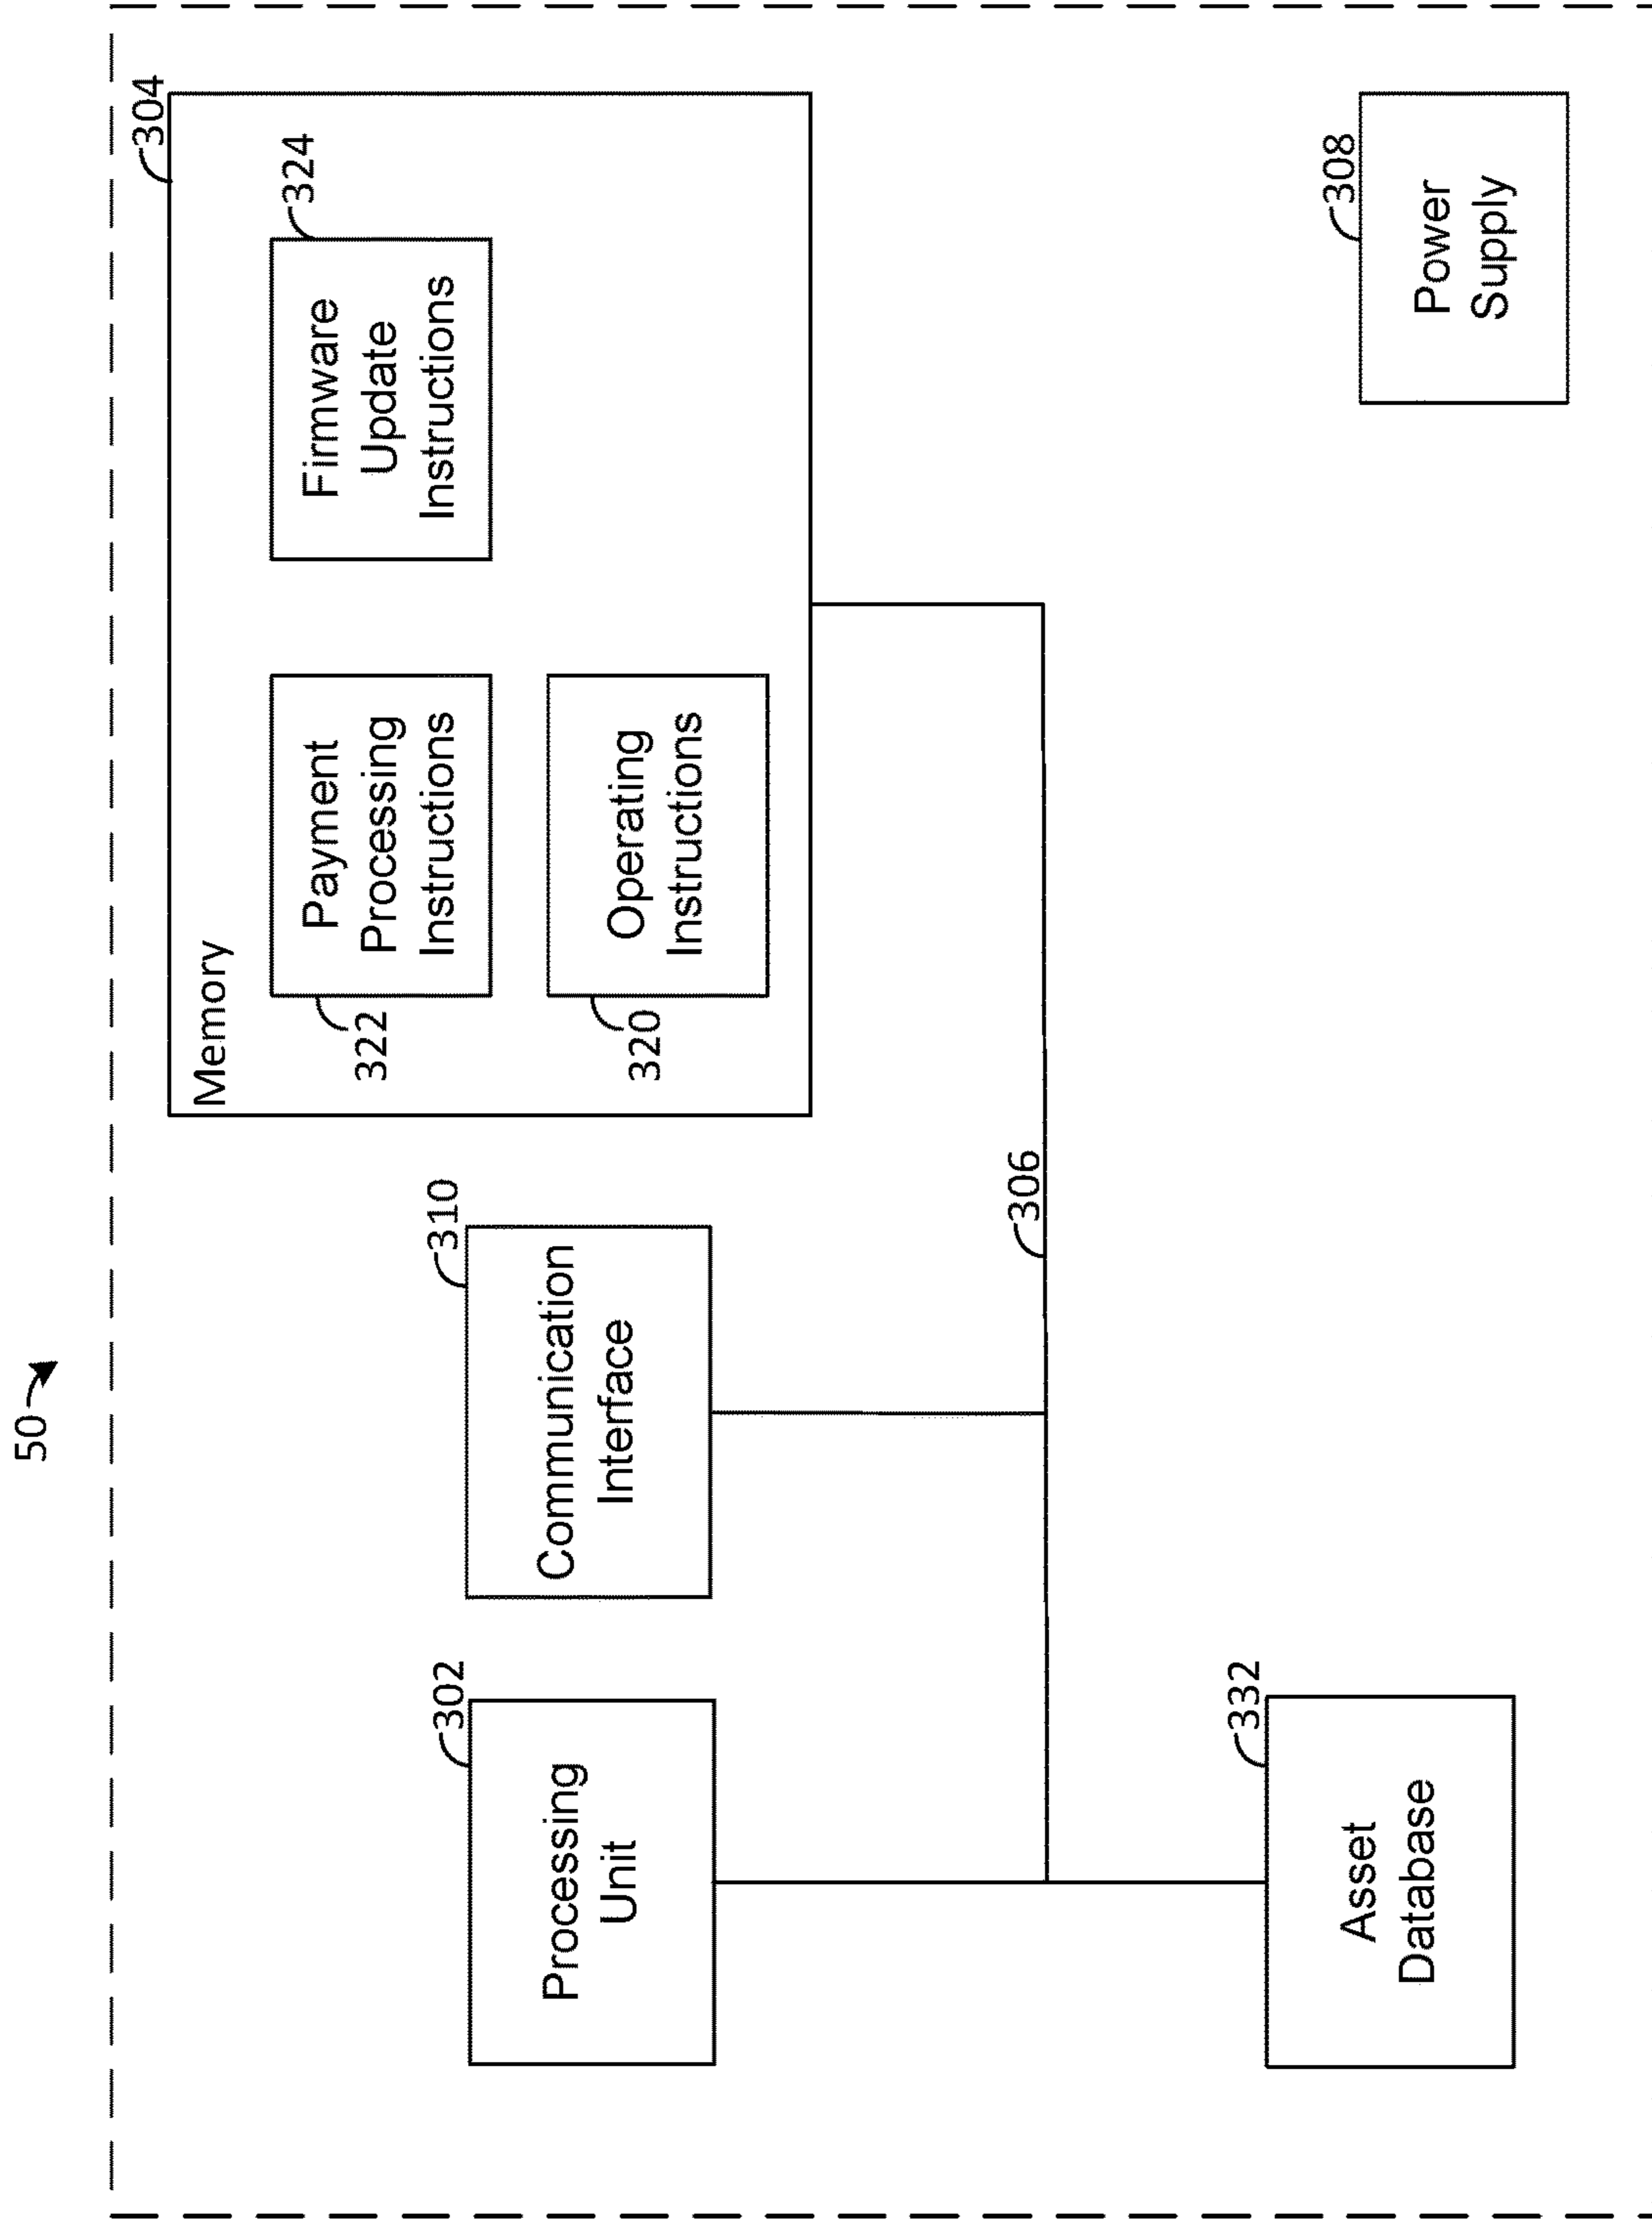 50
304
Memory
322
Payment
Processing
Instructions
324
Firmware
Update
Instructions
320
Operating
Instructions
302
Processing
Unit
310
Communication
Interface
306
332
Asset
Database
308
Power
Supply